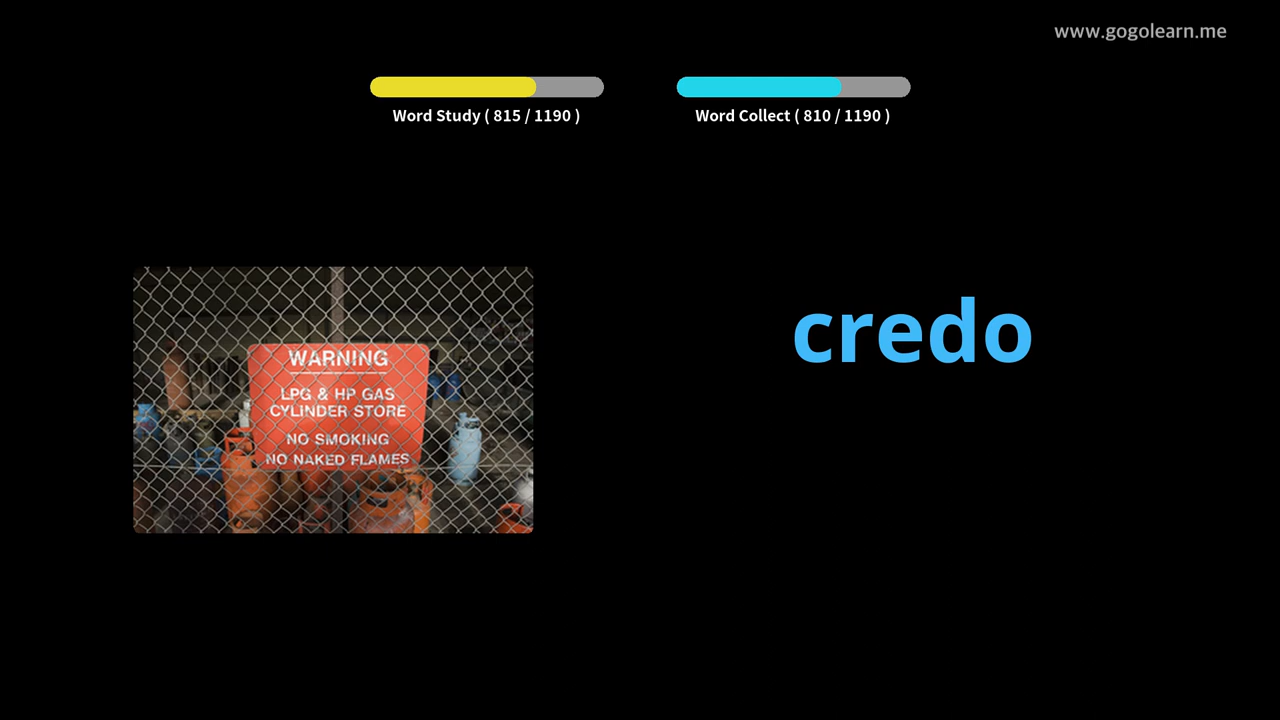 www.gogolearn.me
Word Study ( 815 / 1190 )
Word Collect ( 810 / 1190 )
WARNING
LPG & HP GAS
CYLINDER STORE
NO SMOKING
NO NAKED FLAMES
credo